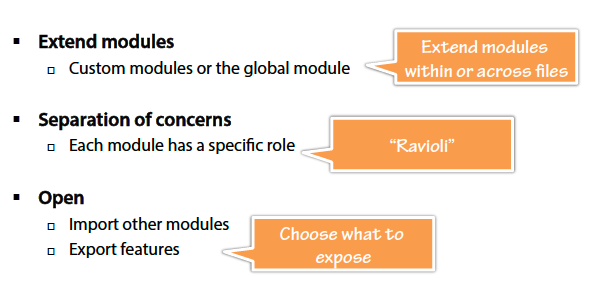 Extend modules
Custom modules or the global module
Extend modules
within or across files
Separation of concerns
Each module has a specific role
“Ravioli”
Open
Import other modules
Export features
Choose what to
expose